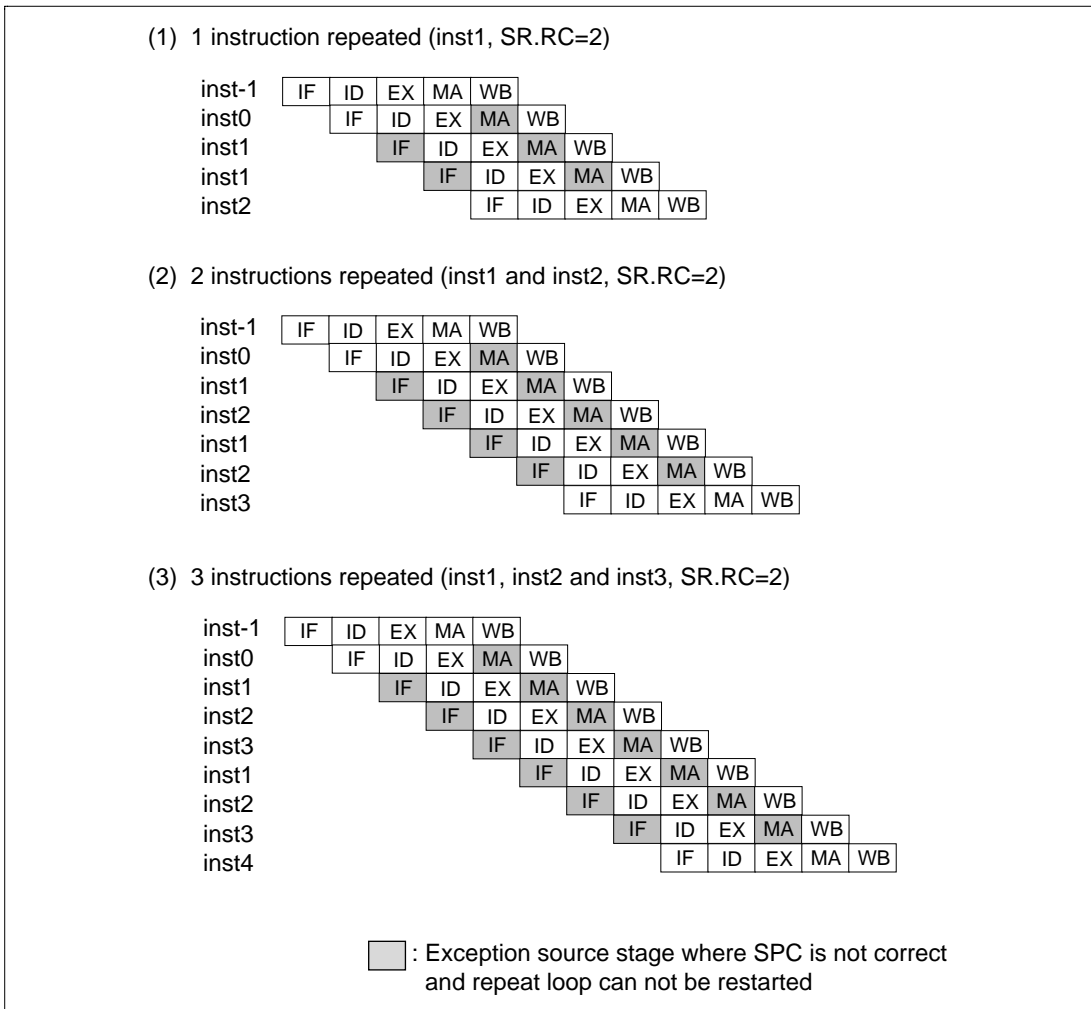 (1) 1 instruction repeated (inst1, SR.RC=2)
inst-1 IF ID EX MA WB
inst0 IF ID EX MA WB
inst1 IF ID EX MA WB
inst1 IF ID EX MA WB
inst2 IF ID EX MA WB
(2) 2 instructions repeated (inst1 and inst2, SR.RC=2)
inst-1 IF ID EX MA WB
inst0 IF ID EX MA WB
inst1 IF ID EX MA WB
inst2 IF ID EX MA WB
inst1 IF ID EX MA WB
inst2 IF ID EX MA WB
inst3 IF ID EX MA WB
(3) 3 instructions repeated (inst1, inst2 and inst3, SR.RC=2)
inst-1 IF ID EX MA WB
inst0 IF ID EX MA WB
inst1 IF ID EX MA WB
inst2 IF ID EX MA WB
inst3 IF ID EX MA WB
inst1 IF ID EX MA WB
inst2 IF ID EX MA WB
inst3 IF ID EX MA WB
inst4 IF ID EX MA WB
: Exception source stage where SPC is not correct
and repeat loop can not be restarted